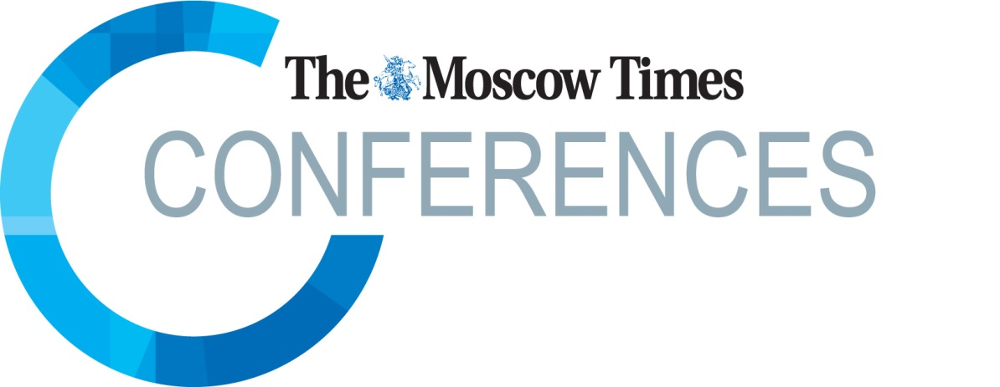 The Moscow Times
CONFERENCES